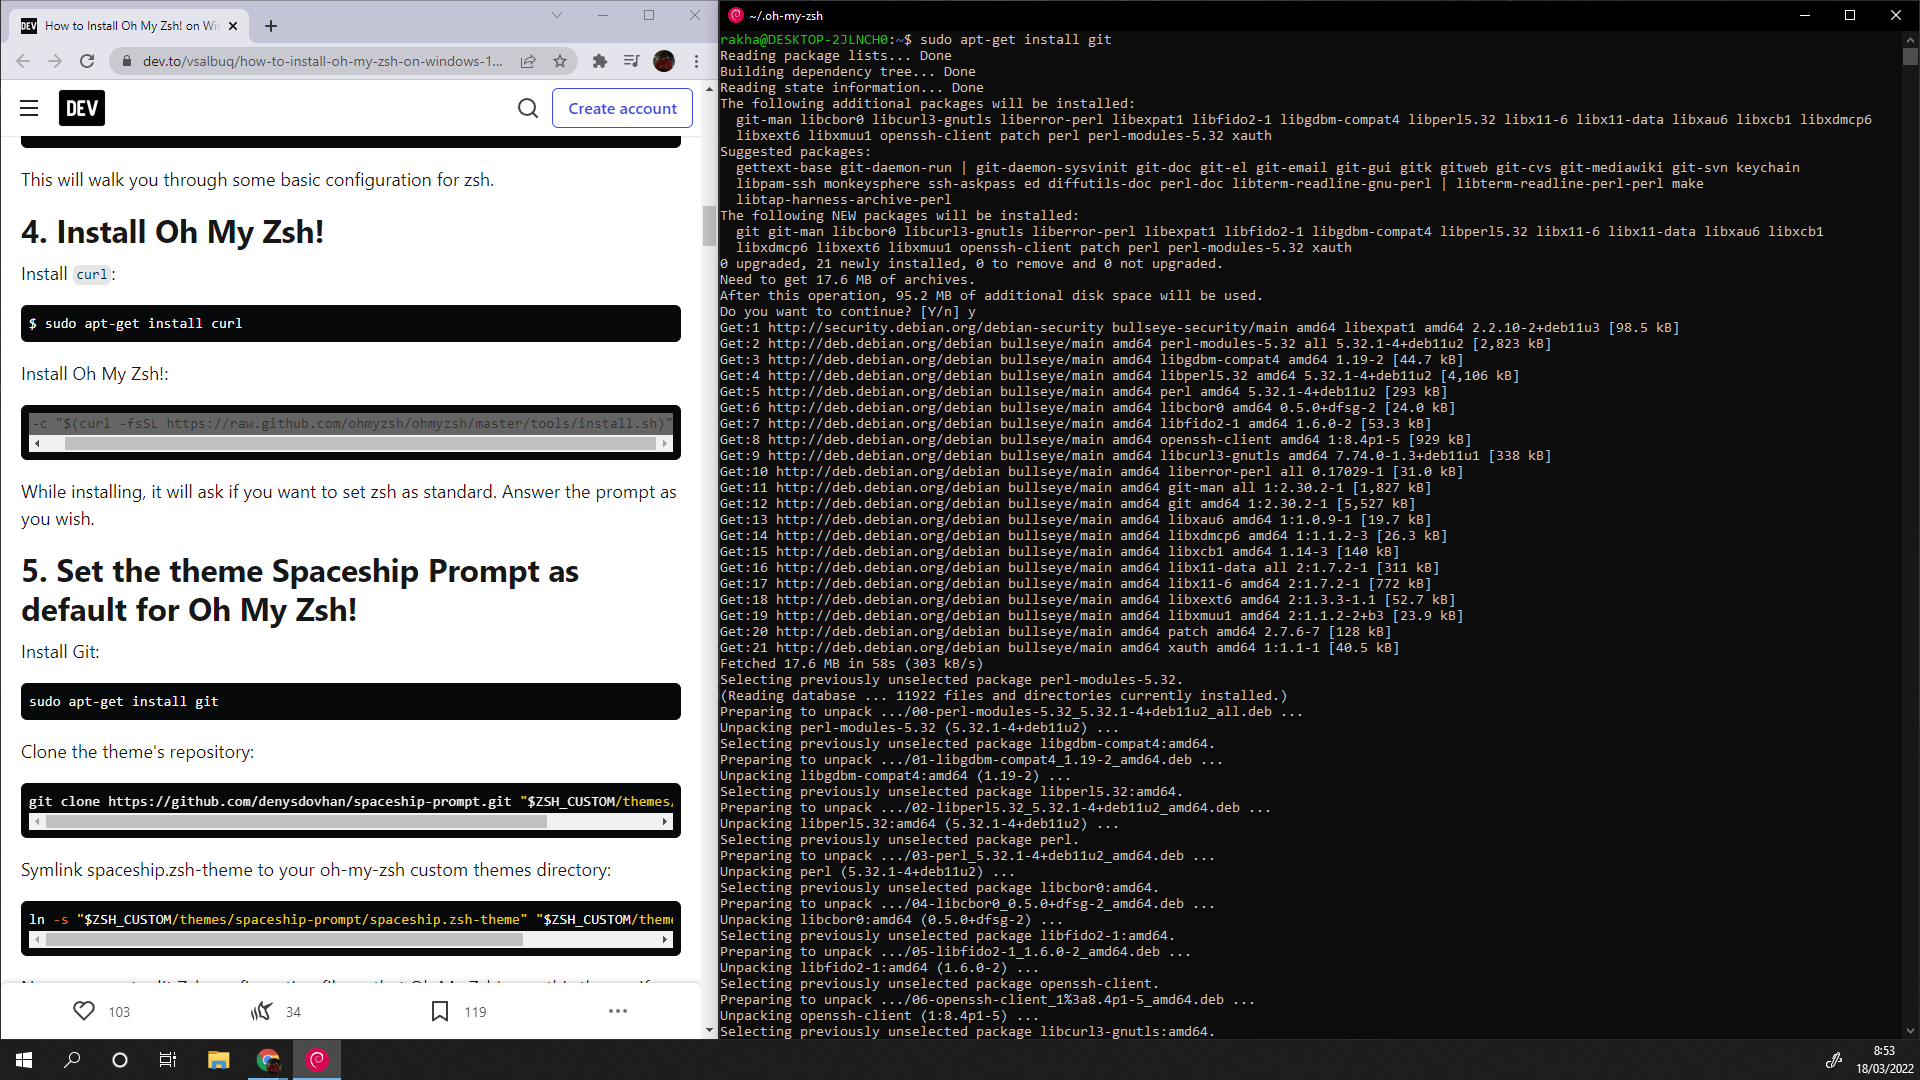 How to Install Oh My Zsh! on Wi
dev.to/vsalbuq/how-to-install-oh-my-zsh-on-windows-1...
DEV
Create account
This will walk you through some basic configuration for zsh.
4. Install Oh My Zsh!
Install curl:
$ sudo apt-get install curl
Install Oh My Zsh!:
-c "$(curl -fsSL https://raw.github.com/ohmyzsh/ohmyzsh/master/tools/install.sh)"
While installing, it will ask if you want to set zsh as standard. Answer the prompt as
you wish.
5. Set the theme Spaceship Prompt as
default for Oh My Zsh!
Install Git:
sudo apt-get install git
Clone the theme's repository:
git clone https://github.com/denysdovhan/spaceship-prompt.git "$ZSH_CUSTOM/themes/
Symlink spaceship.zsh-theme to your oh-my-zsh custom themes directory:
ln -s "$ZSH_CUSTOM/themes/spaceship-prompt/spaceship.zsh-theme" "$ZSH_CUSTOM/theme
103
34
119
~/.oh-my-zsh
rakha@DESKTOP-2JLNCH0:~$ sudo apt-get install git
Reading package lists... Done
Building dependency tree... Done
Reading state information... Done
The following additional packages will be installed:
git-man libcbor0 libcurl3-gnutls liberror-perl libexpat1 libfido2-1 libgdbm-compat4 libperl5.32 libx11-6 libx11-data libxau6 libxcb1 libxdmcp6
libxext6 libxmuu1 openssh-client patch perl perl-modules-5.32 xauth
Suggested packages:
gettext-base git-daemon-run | git-daemon-sysvinit git-doc git-el git-email git-gui gitk gitweb git-cvs git-mediawiki git-svn keychain
libpam-ssh monkeysphere ssh-askpass ed diffutils-doc perl-doc libterm-readline-gnu-perl | libterm-readline-perl-perl make
libtap-harness-archive-perl
The following NEW packages will be installed:
git git-man libcbor0 libcurl3-gnutls liberror-perl libexpat1 libfido2-1 libgdbm-compat4 libperl5.32 libx11-6 libx11-data libxau6 libxcb1
libxdmcp6 libxext6 libxmuu1 openssh-client patch perl perl-modules-5.32 xauth
0 upgraded, 21 newly installed, 0 to remove and 0 not upgraded.
Need to get 17.6 MB of archives.
After this operation, 95.2 MB of additional disk space will be used.
Do you want to continue? [Y/n] y
Get:1 http://security.debian.org/debian-security bullseye-security/main amd64 libexpat1 amd64 2.2.10-2+deb11u3 [98.5 kB]
Get:2 http://deb.debian.org/debian bullseye/main amd64 perl-modules-5.32 all 5.32.1-4+deb11u2 [2,823 kB]
Get:3 http://deb.debian.org/debian bullseye/main amd64 libgdbm-compat4 amd64 1.19-2 [44.7 kB]
Get:4 http://deb.debian.org/debian bullseye/main amd64 libperl5.32 amd64 5.32.1-4+deb11u2 [4,106 kB]
Get:5 http://deb.debian.org/debian bullseye/main amd64 perl amd64 5.32.1-4+deb11u2 [293 kB]
Get:6 http://deb.debian.org/debian bullseye/main amd64 libcbor0 amd64 0.5.0+dfsg-2 [24.0 kB]
Get:7 http://deb.debian.org/debian bullseye/main amd64 libfido2-1 amd64 1.6.0-2 [53.3 kB]
Get:8 http://deb.debian.org/debian bullseye/main amd64 openssh-client amd64 1:8.4p1-5 [929 kB]
Get:9 http://deb.debian.org/debian bullseye/main amd64 libcurl3-gnutls amd64 7.74.0-1.3+deb11u1 [338 kB]
Get:10 http://deb.debian.org/debian bullseye/main amd64 liberror-perl all 0.17029-1 [31.0 kB]
Get:11 http://deb.debian.org/debian bullseye/main amd64 git-man all 1:2.30.2-1 [1,827 kB]
Get:12 http://deb.debian.org/debian bullseye/main amd64 git amd64 1:2.30.2-1 [5,527 kB]
Get:13 http://deb.debian.org/debian bullseye/main amd64 libxau6 amd64 1:1.0.9-1 [19.7 kB]
Get:14 http://deb.debian.org/debian bullseye/main amd64 libxdmcp6 amd64 1:1.1.2-3 [26.3 kB]
Get:15 http://deb.debian.org/debian bullseye/main amd64 libxcb1 amd64 1.14-3 [140 kB]
Get:16 http://deb.debian.org/debian bullseye/main amd64 libx11-data all 2:1.7.2-1 [311 kB]
Get:17 http://deb.debian.org/debian bullseye/main amd64 libx11-6 amd64 2:1.7.2-1 [772 kB]
Get:18 http://deb.debian.org/debian bullseye/main amd64 libxext6 amd64 2:1.3.3-1.1 [52.7 kB]
Get:19 http://deb.debian.org/debian bullseye/main amd64 libxmuu1 amd64 2:1.1.2-2+b3 [23.9 kB]
Get:20 http://deb.debian.org/debian bullseye/main amd64 patch amd64 2.7.6-7 [128 kB]
Get:21 http://deb.debian.org/debian bullseye/main amd64 xauth amd64 1:1.1-1 [40.5 kB]
Fetched 17.6 MB in 58s (303 kB/s)
Selecting previously unselected package perl-modules-5.32.
(Reading database ... 11922 files and directories currently installed.)
Preparing to unpack .../00-perl-modules-5.32_5.32.1-4+deb11u2_all.deb ...
Unpacking perl-modules-5.32 (5.32.1-4+deb11u2) ...
Selecting previously unselected package libgdbm-compat4:amd64.
Preparing to unpack .../01-libgdbm-compat4_1.19-2_amd64.deb ...
Unpacking libgdbm-compat4:amd64 (1.19-2) ...
Selecting previously unselected package libperl5.32:amd64.
Preparing to unpack .../02-libperl5.32_5.32.1-4+deb11u2_amd64.deb ...
Unpacking libperl5.32:amd64 (5.32.1-4+deb11u2) ...
Selecting previously unselected package perl.
Preparing to unpack .../03-perl_5.32.1-4+deb11u2_amd64.deb ...
Unpacking perl (5.32.1-4+deb11u2) ...
Selecting previously unselected package libcbor0:amd64.
Preparing to unpack .../04-libcbor0_0.5.0+dfsg-2_amd64.deb ...
Unpacking libcbor0:amd64 (0.5.0+dfsg-2) ...
Selecting previously unselected package libfido2-1:amd64.
Preparing to unpack .../05-libfido2-1_1.6.0-2_amd64.deb ...
Unpacking libfido2-1:amd64 (1.6.0-2) ...
Selecting previously unselected package openssh-client.
Preparing to unpack .../06-openssh-client_1%3a8.4p1-5_amd64.deb ...
Unpacking openssh-client (1:8.4p1-5) ...
Selecting previously unselected package libcurl3-gnutls:amd64.
8:53
18/03/2022